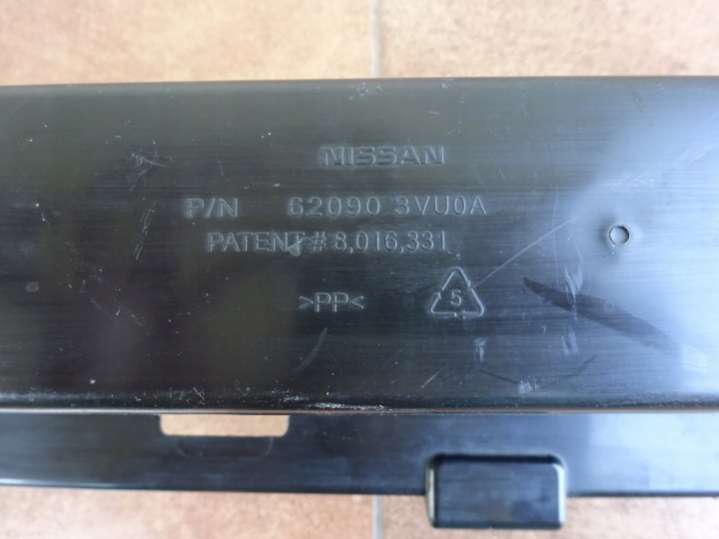 NISSAN
P/N 62090 3VU0A
PATENT # 8,016,331
>PP< 5